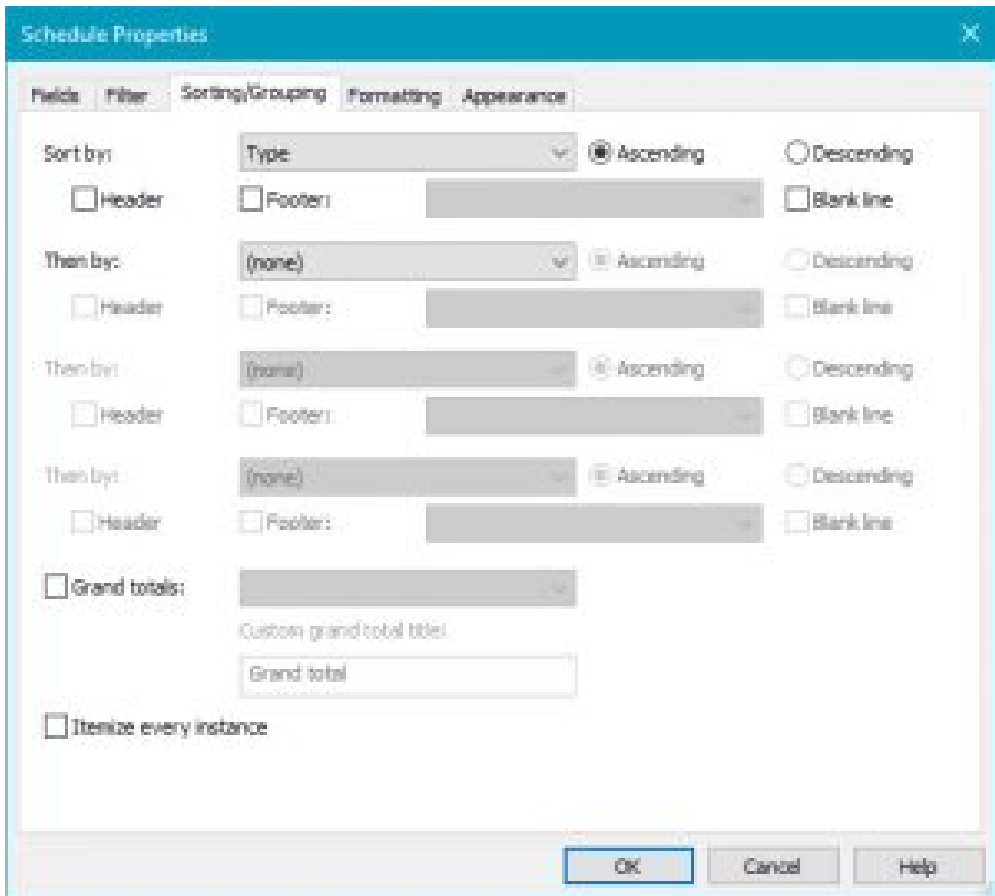 Schedule Properties
Fields Filter Sorting/Grouping Formatting Appearance
Sort by: Type Ascending Descending
Header Footer: Blank line
Then by: (none) Ascending Descending
Header Footer: Blank line
Then by: (none) Ascending Descending
Header Footer: Blank line
Then by: (none) Ascending Descending
Header Footer: Blank line
Grand totals:
Custom grand total title:
Grand total
Itemize every instance
OK Cancel Help